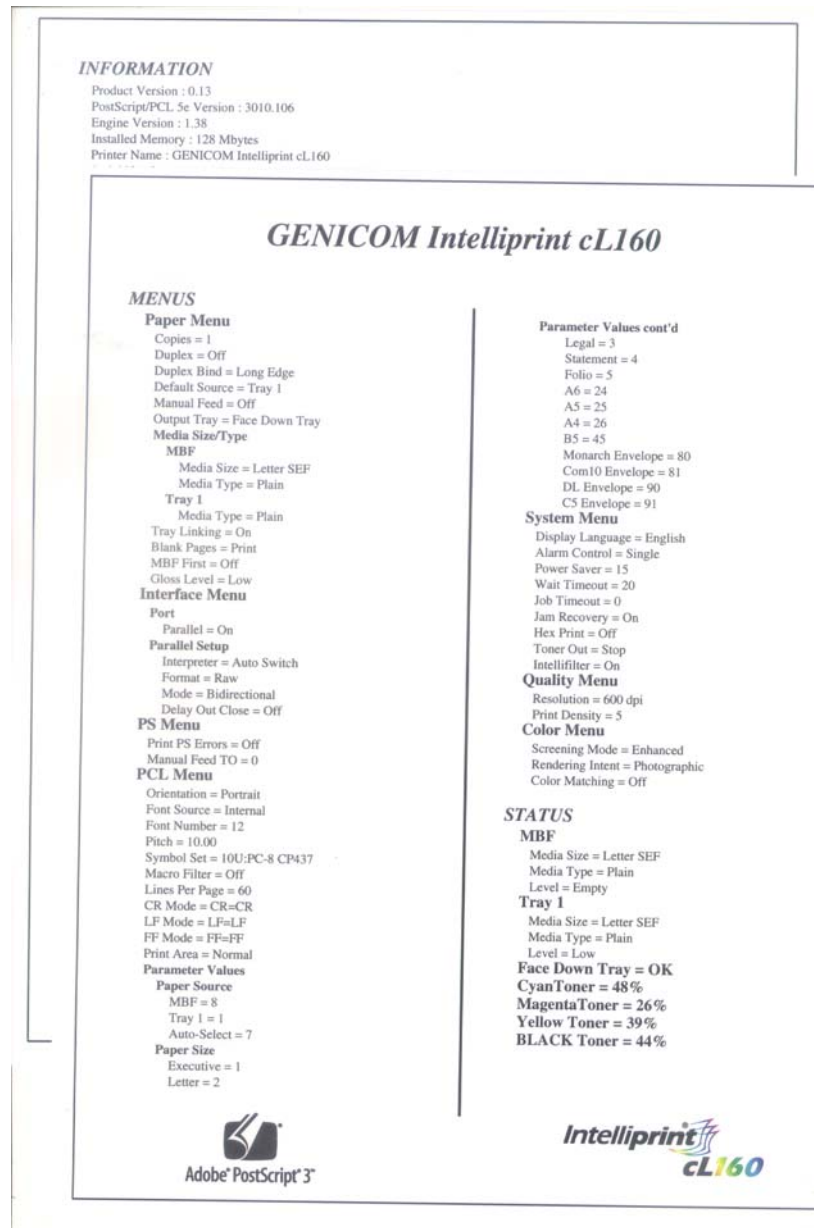 INFORMATION
Product Version : 0.13
PostScript/PCL 5e Version : 3010.106
Engine Version : 1.38
Installed Memory : 128 Mbytes
Printer Name : GENICOM Intelliprint cL160
GENICOM Intelliprint cL160
MENUS
Paper Menu
Copies = 1
Duplex = Off
Duplex Bind = Long Edge
Default Source = Tray 1
Manual Feed = Off
Output Tray = Face Down Tray
Media Size/Type
MBF
Media Size = Letter SEF
Media Type = Plain
Tray 1
Media Type = Plain
Tray Linking = On
Blank Pages = Print
MBF First = Off
Gloss Level = Low
Interface Menu
Port
Parallel = On
Parallel Setup
Interpreter = Auto Switch
Format = Raw
Mode = Bidirectional
Delay Out Close = Off
PS Menu
Print PS Errors = Off
Manual Feed TO = 0
PCL Menu
Orientation = Portrait
Font Source = Internal
Font Number = 12
Pitch = 10.00
Symbol Set = 10U:PC-8 CP437
Macro Filter = Off
Lines Per Page = 60
CR Mode = CR=CR
LF Mode = LF=LF
FF Mode = FF=FF
Print Area = Normal
Parameter Values
Paper Source
MBF = 8
Tray 1 = 1
Auto-Select = 7
Paper Size
Executive = 1
Letter = 2
Parameter Values cont'd
Legal = 3
Statement = 4
Folio = 5
A6 = 24
A5 = 25
A4 = 26
B5 = 45
Monarch Envelope = 80
Com10 Envelope = 81
DL Envelope = 90
C5 Envelope = 91
System Menu
Display Language = English
Alarm Control = Single
Power Saver = 15
Wait Timeout = 20
Job Timeout = 0
Jam Recovery = On
Hex Print = Off
Toner Out = Stop
Intellifilter = On
Quality Menu
Resolution = 600 dpi
Print Density = 5
Color Menu
Screening Mode = Enhanced
Rendering Intent = Photographic
Color Matching = Off
STATUS
MBF
Media Size = Letter SEF
Media Type = Plain
Level = Empty
Tray 1
Media Size = Letter SEF
Media Type = Plain
Level = Low
Face Down Tray = OK
CyanToner = 48%
MagentaToner = 26%
Yellow Toner = 39%
BLACK Toner = 44%
Adobe® PostScript® 3™
Intelliprint
cL160